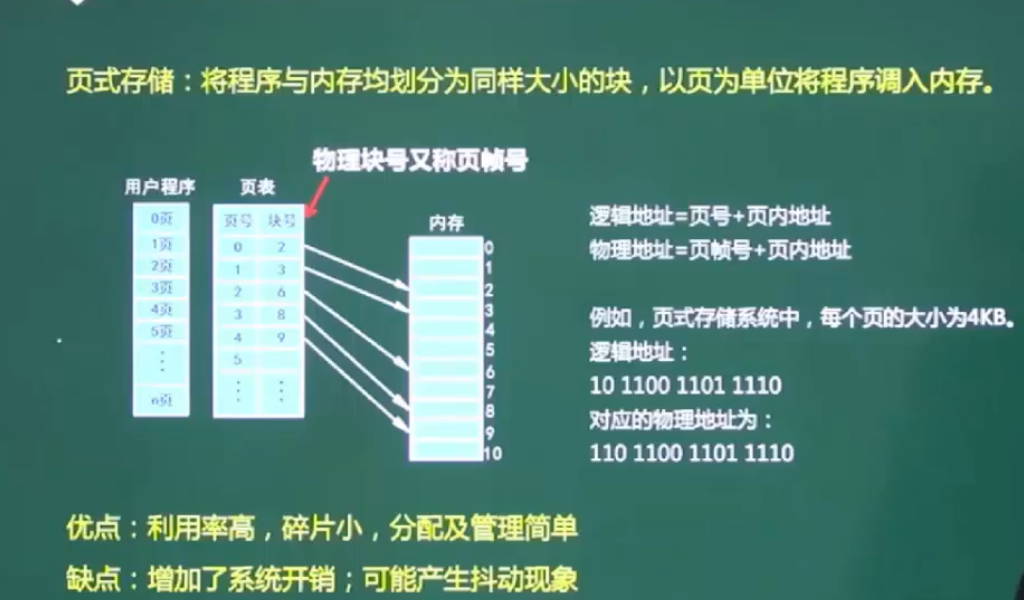 页式存储：将程序与内存均划分为同样大小的块，以页为单位将程序调入内存。
物理块号又称页帧号
用户程序
0页
1页
2页
3页
4页
5页
⋮
n页
页表
页号 块号
0 2
1 3
2 6
3 8
4 9
5
⋮ ⋮
内存
0
1
2
3
4
5
6
7
8
9
10
逻辑地址=页号+页内地址
物理地址=页帧号+页内地址
例如，页式存储系统中，每个页的大小为4KB。
逻辑地址：
10 1100 1101 1110
对应的物理地址为：
110 1100 1101 1110
优点：利用率高，碎片小，分配及管理简单
缺点：增加了系统开销；可能产生抖动现象